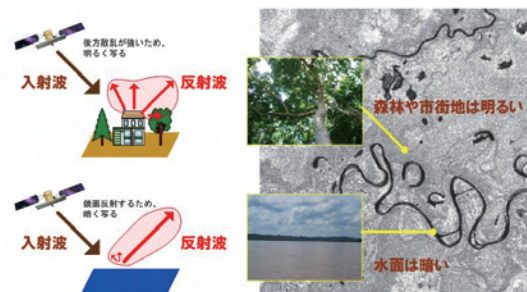 後方散乱が強いため、
明るく写る
入射波
反射波
森林や市街地は明るい
鏡面反射するため、
暗く写る
入射波
反射波
水面は暗い